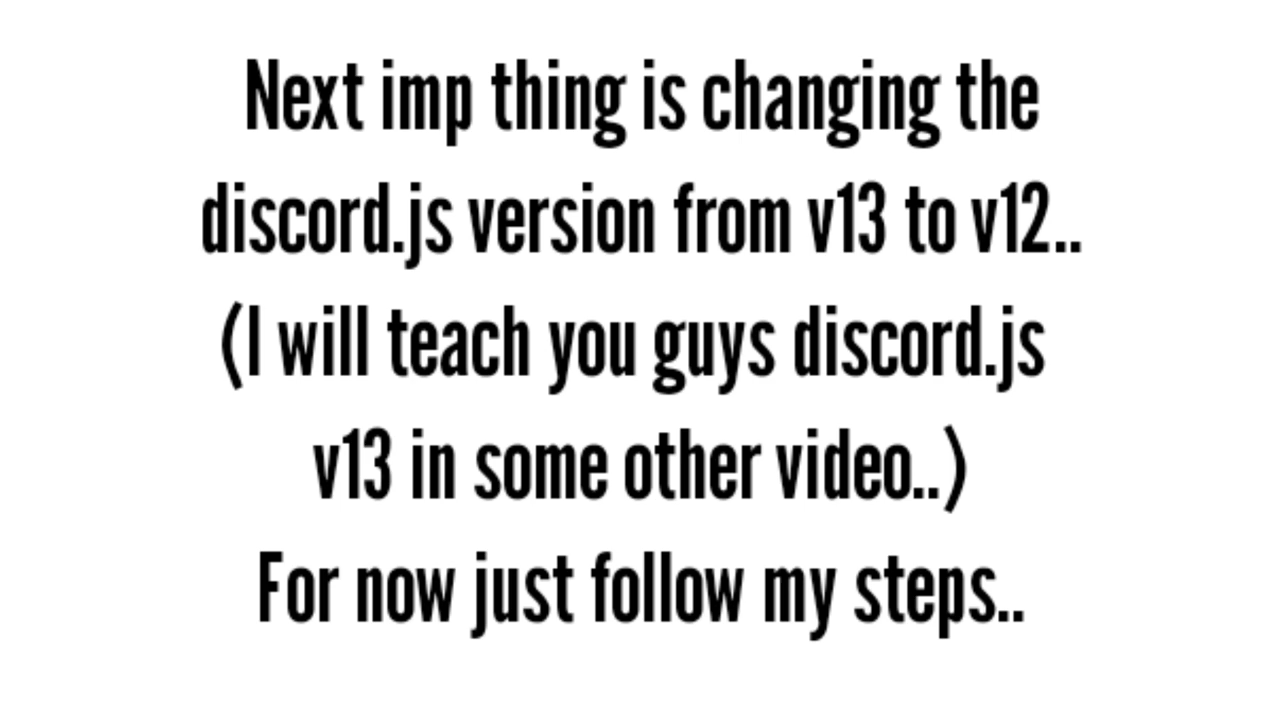 Next imp thing is changing the
discord.js version from v13 to v12..
(I will teach you guys discord.js
v13 in some other video..)
For now just follow my steps..